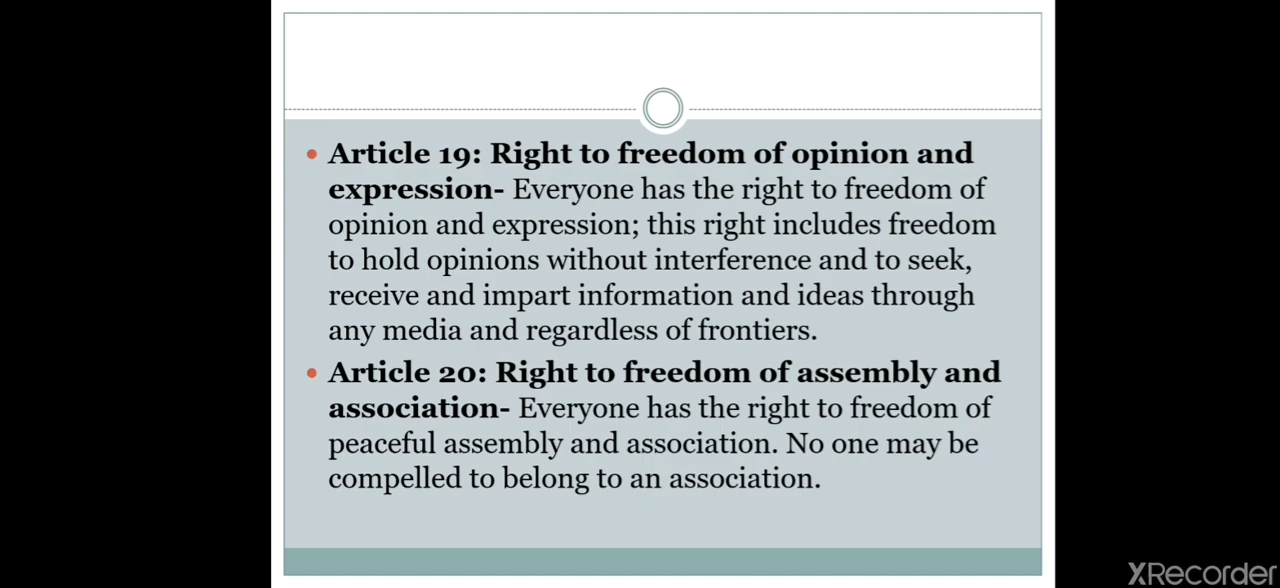 Article 19: Right to freedom of opinion and
expression- Everyone has the right to freedom of
opinion and expression; this right includes freedom
to hold opinions without interference and to seek,
receive and impart information and ideas through
any media and regardless of frontiers.
Article 20: Right to freedom of assembly and
association- Everyone has the right to freedom of
peaceful assembly and association. No one may be
compelled to belong to an association.
XRecorder